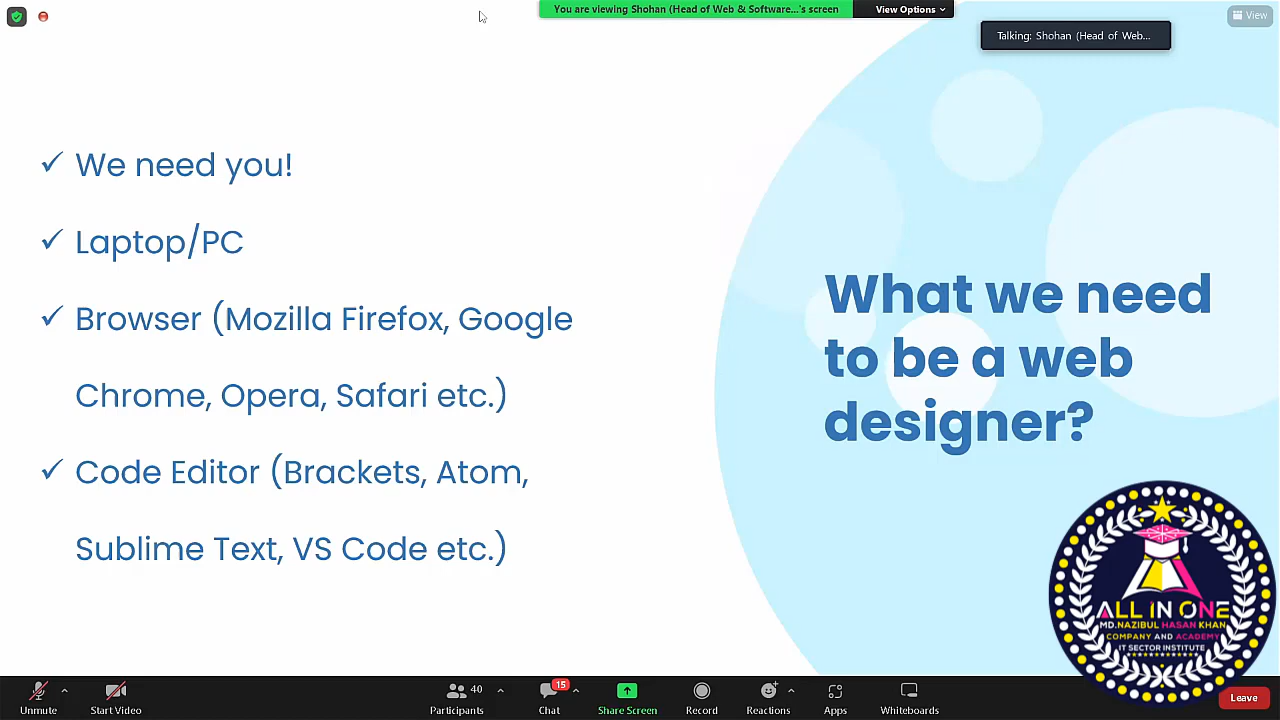 You are viewing Shohan (Head of Web & Software...'s screen
View Options
View
Talking: Shohan (Head of Web...
✓ We need you!
✓ Laptop/PC
✓ Browser (Mozilla Firefox, Google
Chrome, Opera, Safari etc.)
✓ Code Editor (Brackets, Atom,
Sublime Text, VS Code etc.)
What we need
to be a web
designer?
ALL IN ONE
MD.NAZIBUL HASAN KHAN
COMPANY AND ACADEMY
IT SECTOR INSTITUTE
Unmute
Start Video
40
Participants
15
Chat
Share Screen
Record
Reactions
Apps
Whiteboards
Leave